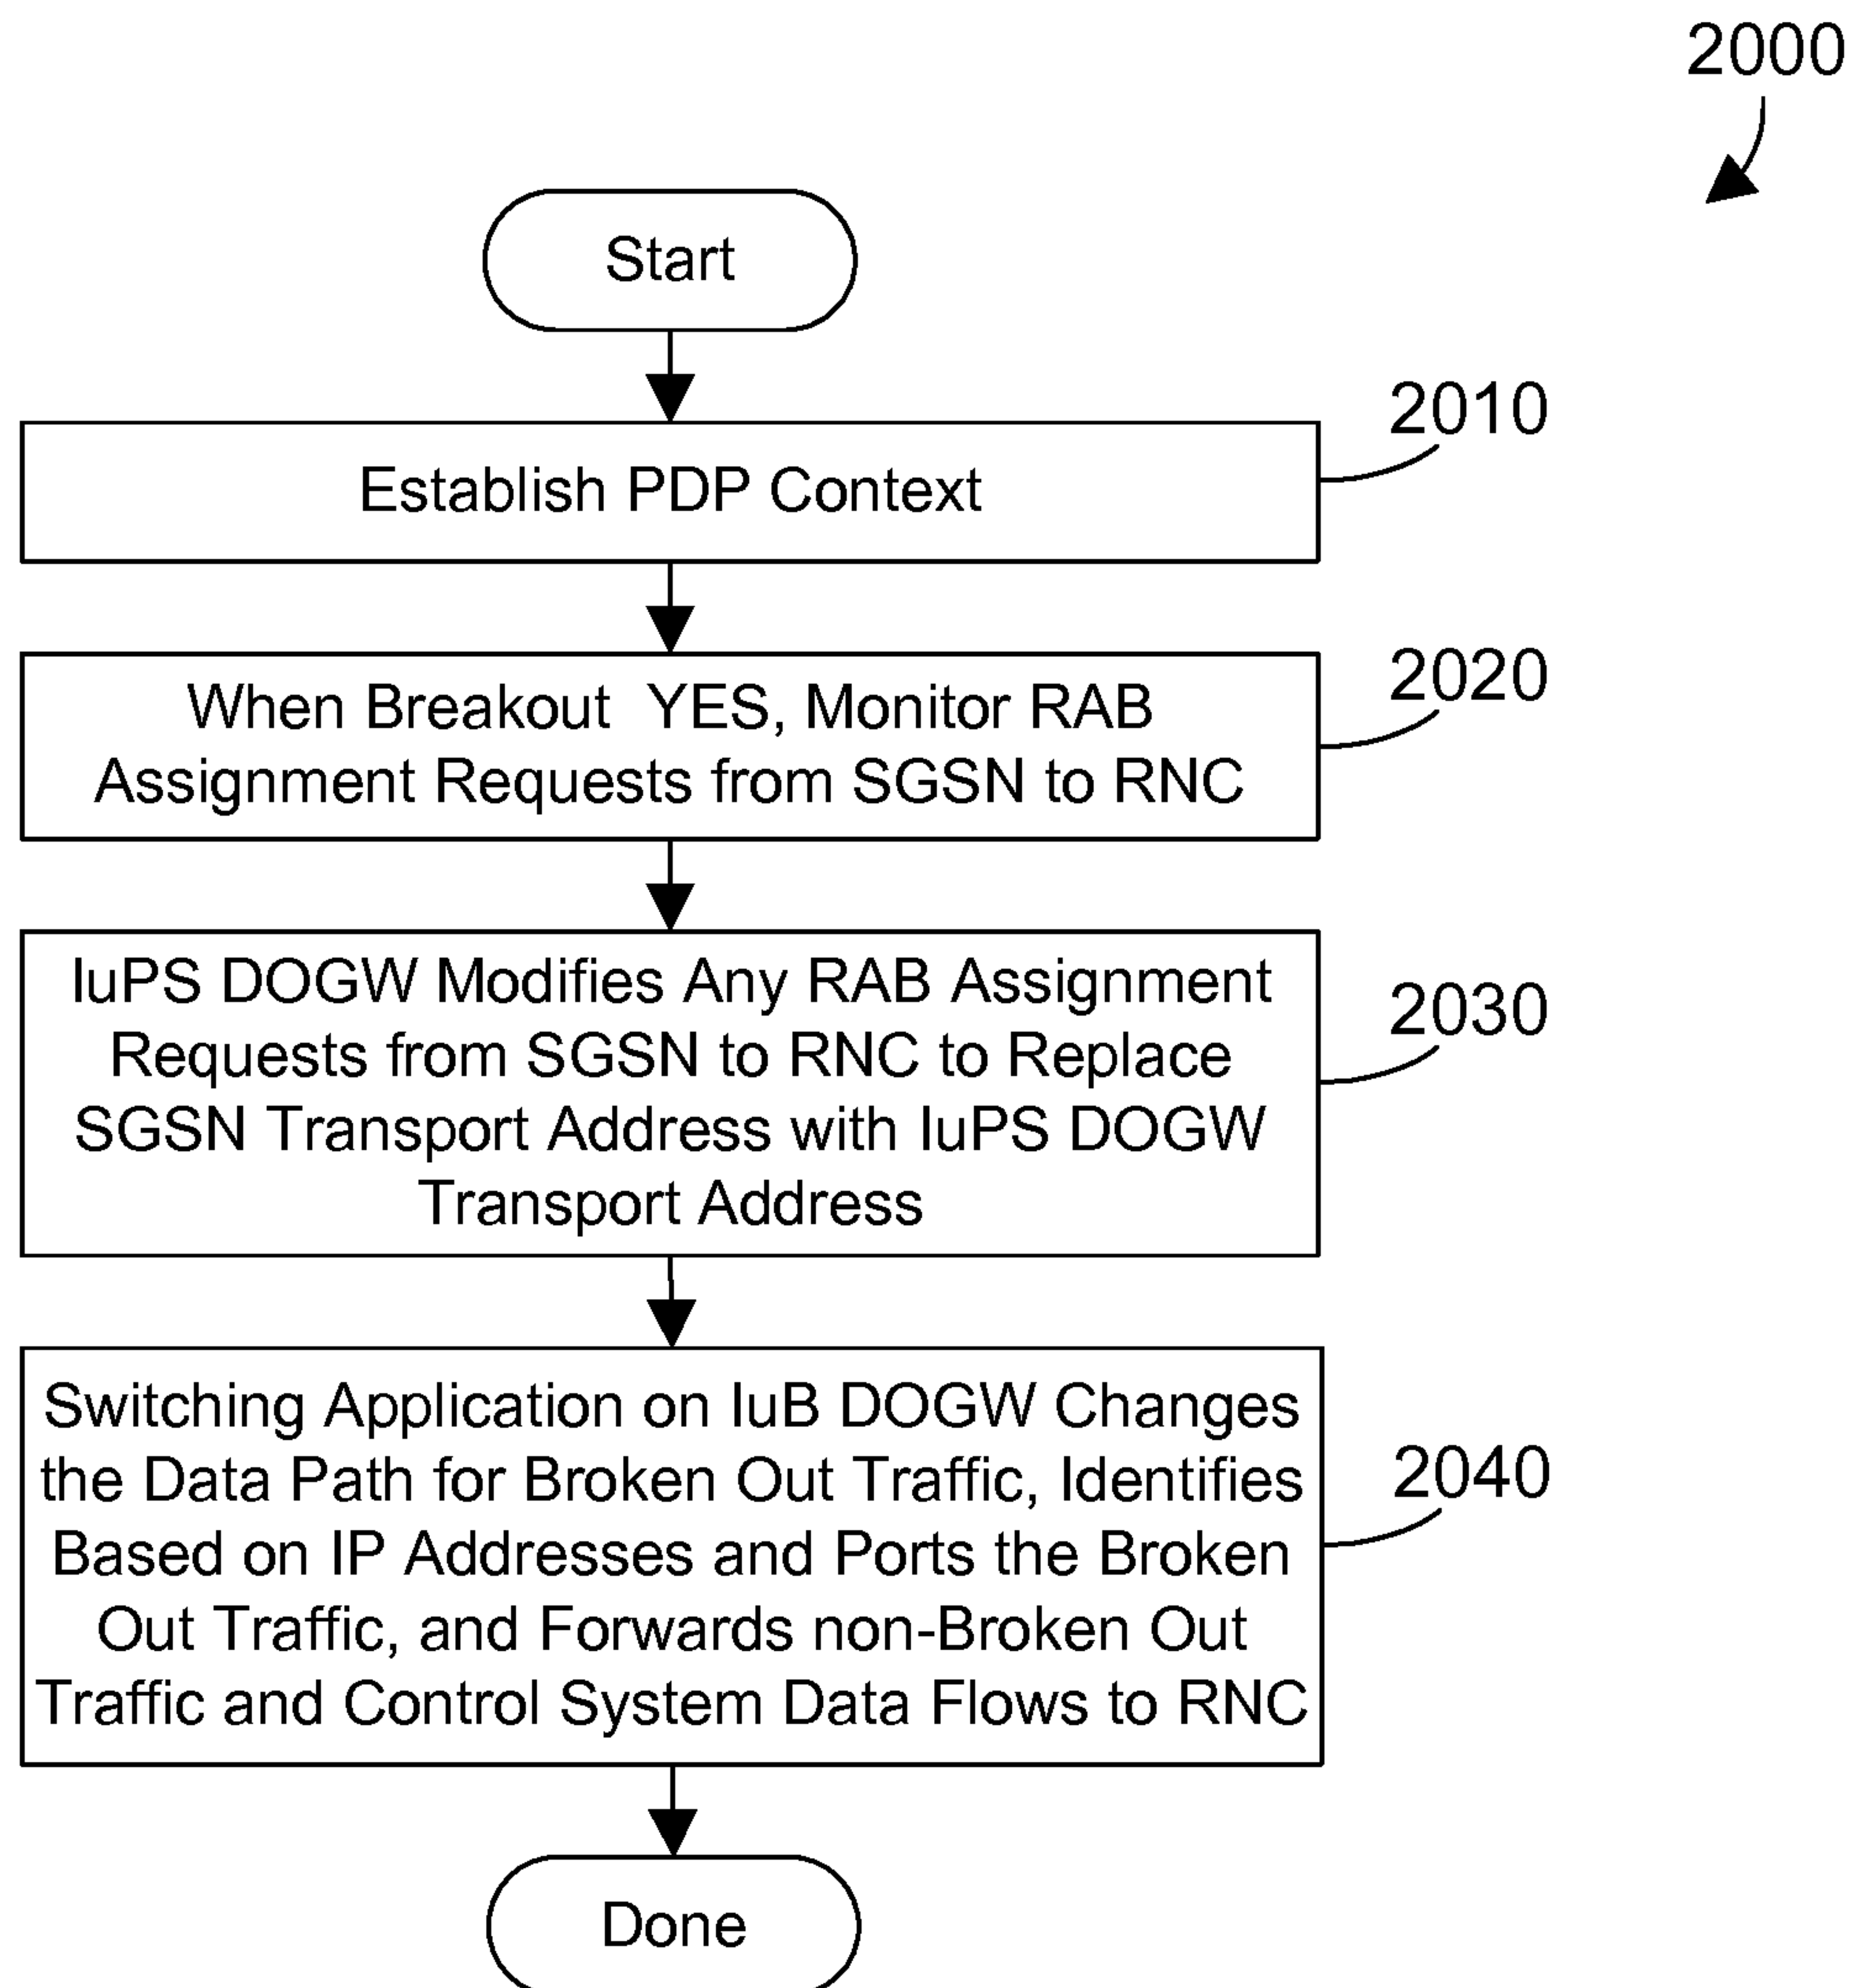 2000
Start
2010
Establish PDP Context
2020
When Breakout YES, Monitor RAB
Assignment Requests from SGSN to RNC
IuPS DOGW Modifies Any RAB Assignment
2030
Requests from SGSN to RNC to Replace
SGSN Transport Address with IuPS DOGW
Transport Address
Switching Application on IuB DOGW Changes
2040
the Data Path for Broken Out Traffic, Identifies
Based on IP Addresses and Ports the Broken
Out Traffic, and Forwards non-Broken Out
Traffic and Control System Data Flows to RNC
Done